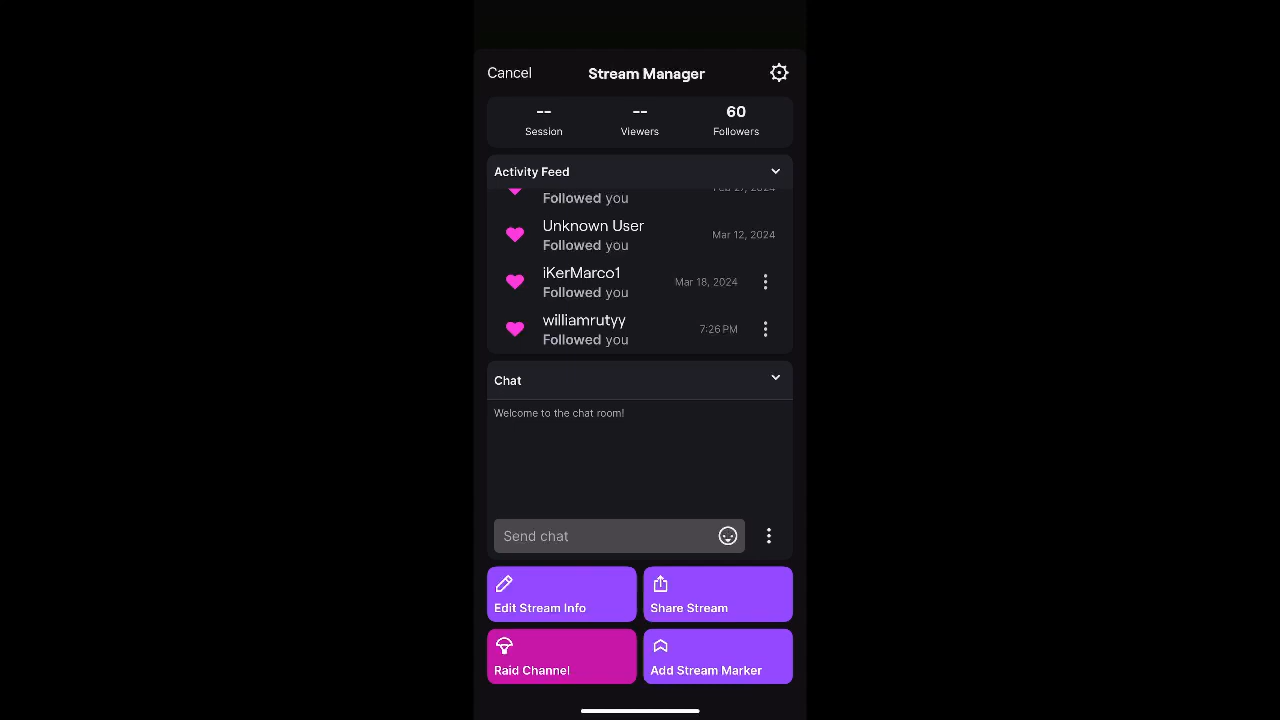 Cancel
Stream Manager
-- -- 60
Session Viewers Followers
Activity Feed
Followed you
Unknown User
Followed you
Mar 12, 2024
iKerMarco1
Followed you
Mar 18, 2024
williamrutyy
Followed you
7:26 PM
Chat
Welcome to the chat room!
Send chat
Edit Stream Info
Share Stream
Raid Channel
Add Stream Marker